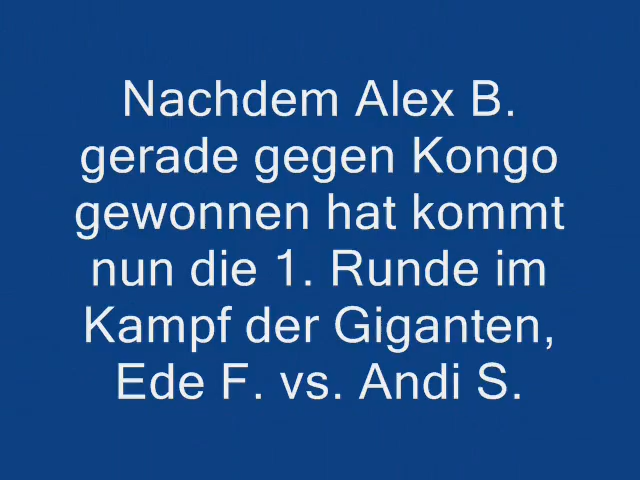 Nachdem Alex B.
gerade gegen Kongo
gewonnen hat kommt
nun die 1. Runde im
Kampf der Giganten,
Ede F. vs. Andi S.